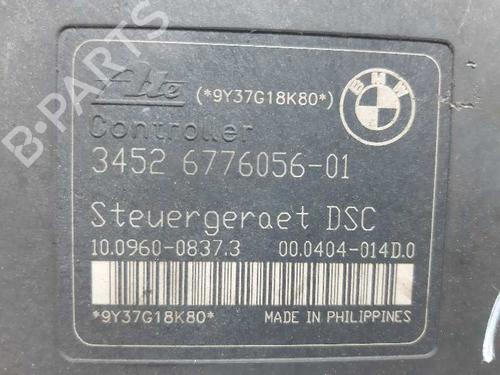 Ate (*9Y37G18K80*)
BMW
Controller
3452 6776056-01
Steuergeraet DSC
10.0960-0837.3 00.0404-014D.0
*9Y37G18K80* MADE IN PHILIPPINES
B-PARTS